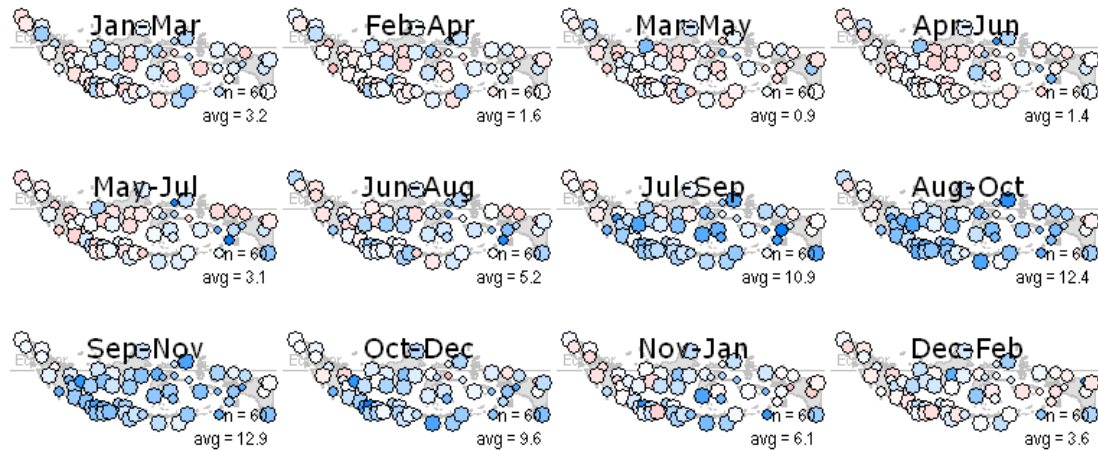 Jan-Mar
n = 60
avg = 3.2
Feb-Apr
n = 60
avg = 1.6
Mar-May
n = 60
avg = 0.9
Apr-Jun
n = 60
avg = 1.4
May-Jul
n = 60
avg = 3.1
Jun-Aug
n = 60
avg = 5.2
Jul-Sep
n = 60
avg = 10.9
Aug-Oct
n = 60
avg = 12.4
Sep-Nov
n = 60
avg = 12.9
Oct-Dec
n = 60
avg = 9.6
Nov-Jan
n = 60
avg = 6.1
Dec-Feb
n = 60
avg = 3.6